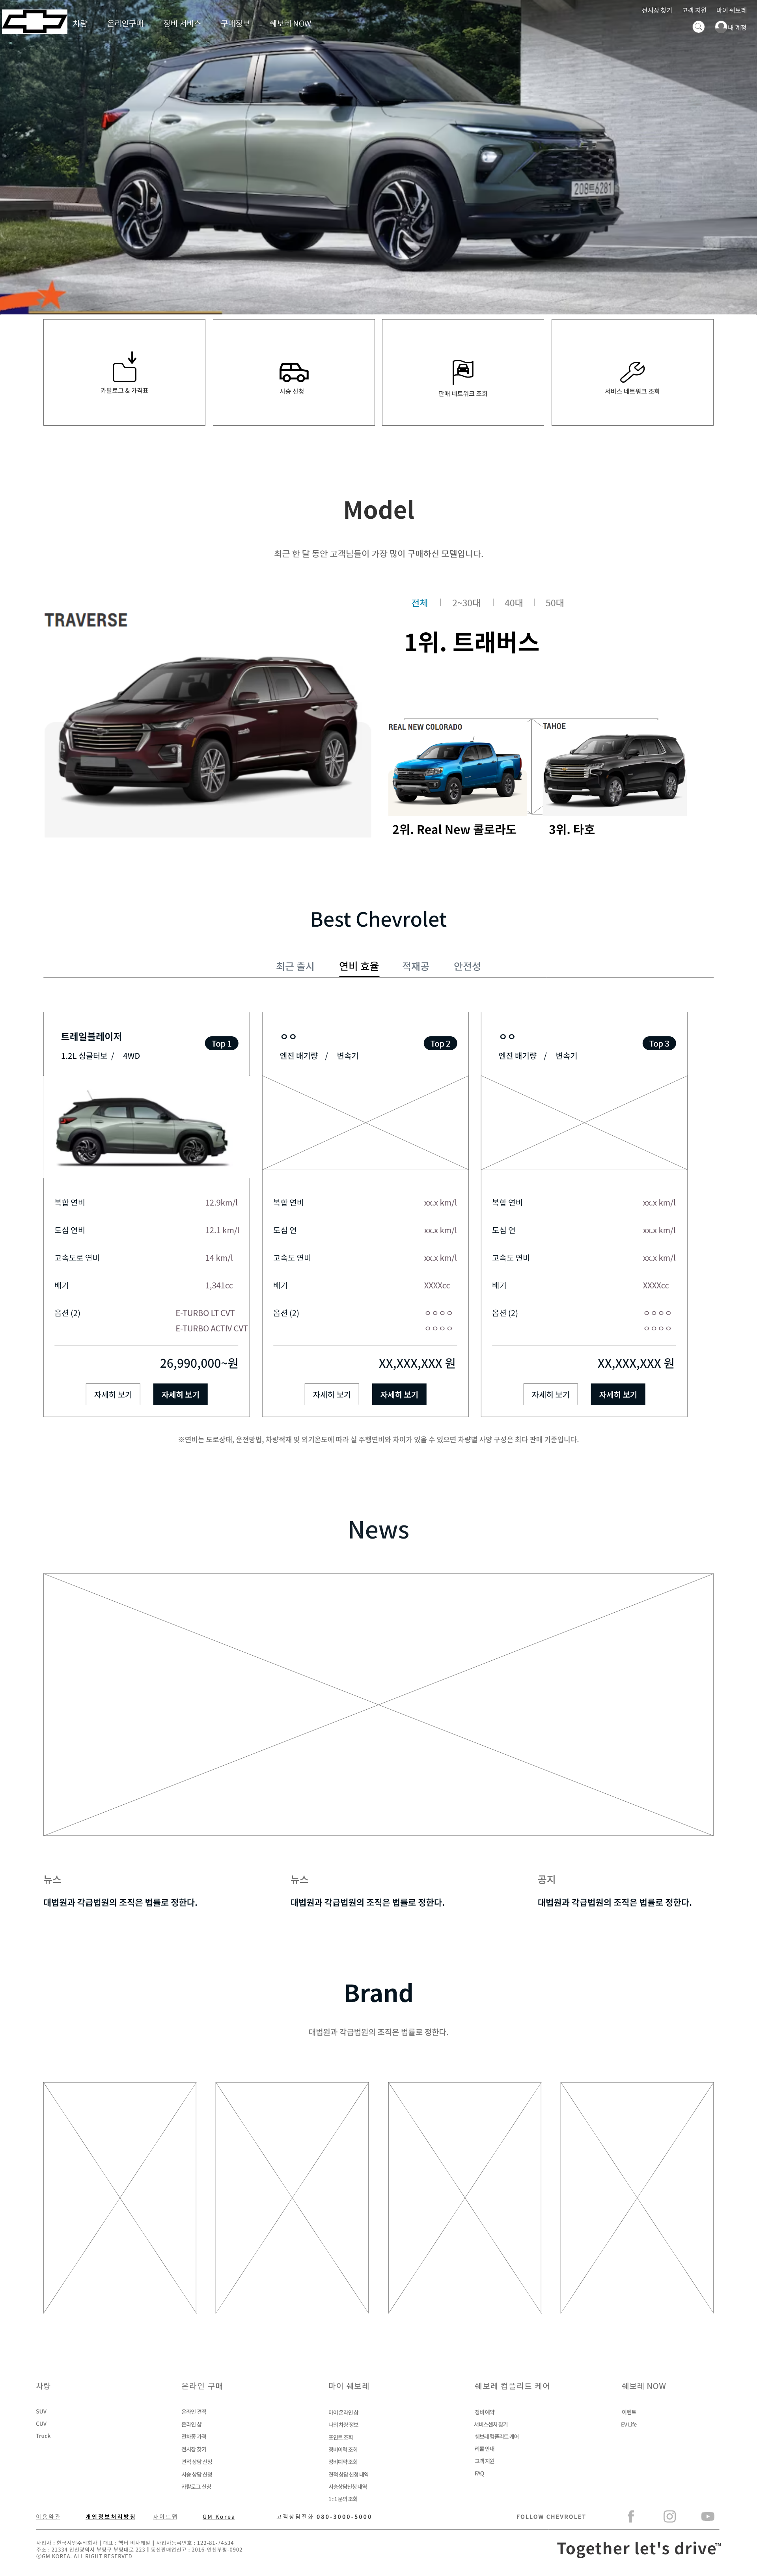 전시장 찾기 고객 지원 마이 쉐보레
차량 온라인구매 정비 서비스 구매정보 쉐보레 NOW
내 계정
208트6281
카탈로그 & 가격표
시승 신청
판매 네트워크 조회
서비스 네트워크 조회
Model
최근 한 달 동안 고객님들이 가장 많이 구매하신 모델입니다.
전체 | 2~30대 | 40대 | 50대
TRAVERSE
1위. 트래버스
REAL NEW COLORADO
TAHOE
2위. Real New 콜로라도
3위. 타호
Best Chevrolet
최근 출시 연비 효율 적재공 안전성
트레일블레이저
Top 1
1.2L 싱글터보 / 4WD
복합 연비 12.9km/l
도심 연비 12.1 km/l
고속도로 연비 14 km/l
배기 1,341cc
옵션 (2) E-TURBO LT CVT
E-TURBO ACTIV CVT
26,990,000~원
자세히 보기 자세히 보기
ㅇㅇ
Top 2
엔진 배기량 / 변속기
복합 연비 xx.x km/l
도심 연 xx.x km/l
고속도 연비 xx.x km/l
배기 XXXXcc
옵션 (2) ㅇㅇㅇㅇ
ㅇㅇㅇㅇ
XX,XXX,XXX 원
자세히 보기 자세히 보기
ㅇㅇ
Top 3
엔진 배기량 / 변속기
복합 연비 xx.x km/l
도심 연 xx.x km/l
고속도 연비 xx.x km/l
배기 XXXXcc
옵션 (2) ㅇㅇㅇㅇ
ㅇㅇㅇㅇ
XX,XXX,XXX 원
자세히 보기 자세히 보기
※연비는 도로상태, 운전방법, 차량적재 및 외기온도에 따라 실 주행연비와 차이가 있을 수 있으면 차량별 사양 구성은 최다 판매 기준입니다.
News
뉴스
대법원과 각급법원의 조직은 법률로 정한다.
뉴스
대법원과 각급법원의 조직은 법률로 정한다.
공지
대법원과 각급법원의 조직은 법률로 정한다.
Brand
대법원과 각급법원의 조직은 법률로 정한다.
차량
SUV
CUV
Truck
온라인 구매
온라인 견적
온라인 샵
전차종 가격
전시장 찾기
견적 상담 신청
시승 상담 신청
카탈로그 신청
마이 쉐보레
마이 온라인 샵
나의 차량 정보
포인트 조회
정비이력 조회
정비예약 조회
견적 상담 신청 내역
시승상담신청 내역
1 : 1 문의 조회
쉐보레 컴플리트 케어
정비 예약
서비스센처 찾기
쉐보레 컴플리트 케어
리콜 안내
고객 지원
FAQ
쉐보레 NOW
이벤트
EV Life
이용약관 개인정보처리방침 사이트맵 GM Korea 고객상담전화 080-3000-5000 FOLLOW CHEVROLET
사업자 : 한국지엠주식회사 | 대표 : 헥터 비자레알 | 사업자등록번호 : 122-81-74534
주소 : 21334 인천광역시 부평구 부평대로 233 | 통신판매업신고 : 2016-인천부평-0902
ⓒGM KOREA. ALL RIGHT RESERVED
Together let's drive™